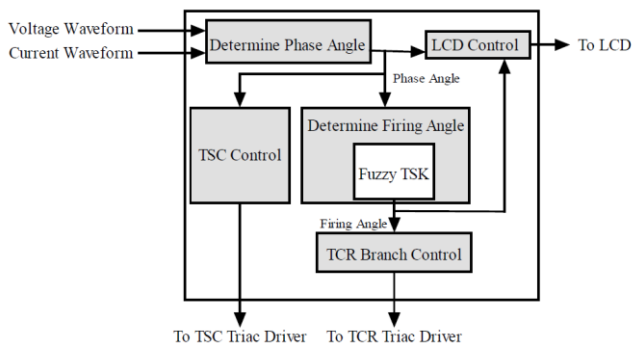 Voltage Waveform
Current Waveform
Determine Phase Angle
LCD Control
To LCD
Phase Angle
TSC Control
Determine Firing Angle
Fuzzy TSK
Firing Angle
TCR Branch Control
To TSC Triac Driver
To TCR Triac Driver